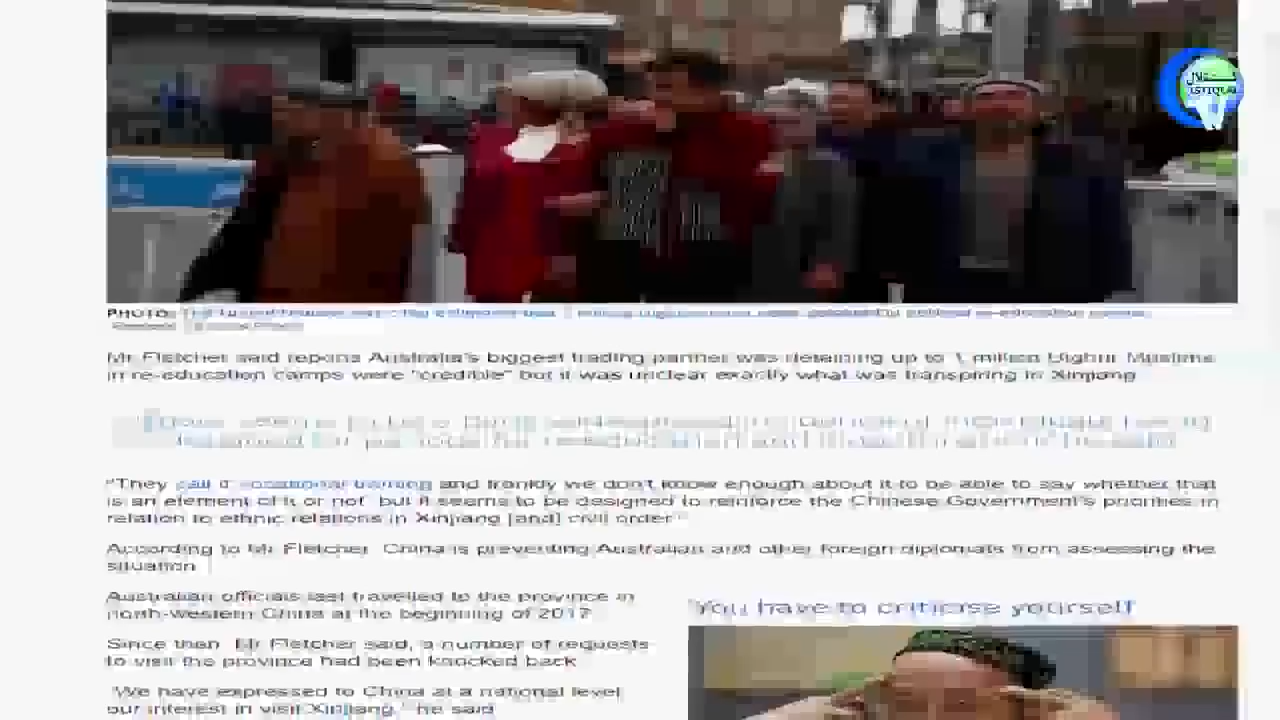 ISTIQLAL
PHOTO:
Mr Fletcher said reports Australia's biggest trading partner was detaining up to 1 million Uighur Muslims
in re-education camps were "credible" but it was unclear exactly what was transpiring in Xinjiang
"They call it vocational training and frankly we don't know enough about it to be able to say whether that
is an element of it or not, but it seems to be designed to reinforce the Chinese Government's priorities in
relation to ethnic relations in Xinjiang [and] civil order"
According to Mr Fletcher China is preventing Australian and other foreign diplomats from assessing the
situation
Australian officials last travelled to the province in
north-western China at the beginning of 2017
Since then Mr Fletcher said, a number of requests
to visit the province had been knocked back
"We have expressed to China at a national level
our interest in visit Xinjiang," he said
'You have to criticise yourself'